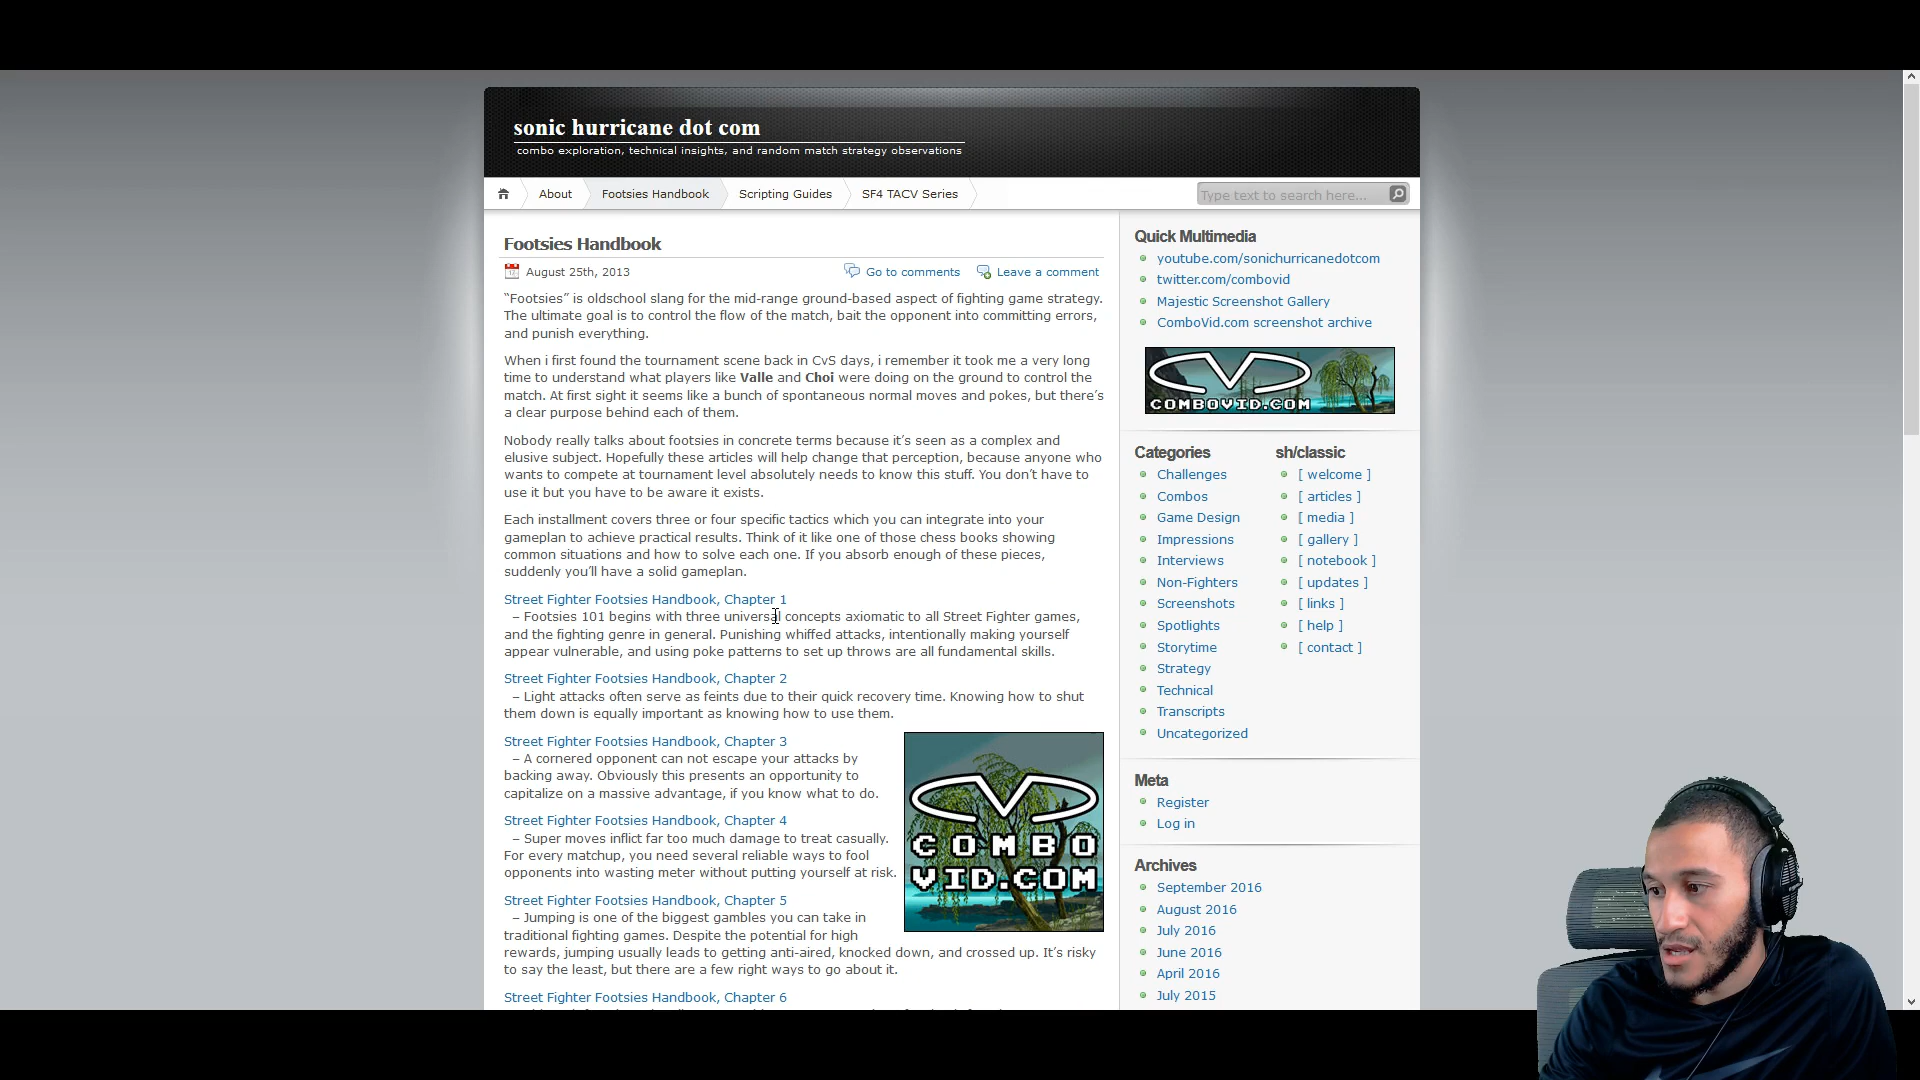 sonic hurricane dot com
combo exploration, technical insights, and random match strategy observations
About
Footsies Handbook
Scripting Guides
SF4 TACV Series
Type text to search here...
Footsies Handbook
August 25th, 2013
Go to comments
Leave a comment
“Footsies” is oldschool slang for the mid-range ground-based aspect of fighting game strategy.
The ultimate goal is to control the flow of the match, bait the opponent into committing errors,
and punish everything.
When i first found the tournament scene back in CvS days, i remember it took me a very long
time to understand what players like Valle and Choi were doing on the ground to control the
match. At first sight it seems like a bunch of spontaneous normal moves and pokes, but there’s
a clear purpose behind each of them.
Nobody really talks about footsies in concrete terms because it’s seen as a complex and
elusive subject. Hopefully these articles will help change that perception, because anyone who
wants to compete at tournament level absolutely needs to know this stuff. You don’t have to
use it but you have to be aware it exists.
Each installment covers three or four specific tactics which you can integrate into your
gameplan to achieve practical results. Think of it like one of those chess books showing
common situations and how to solve each one. If you absorb enough of these pieces,
suddenly you’ll have a solid gameplan.
Street Fighter Footsies Handbook, Chapter 1
– Footsies 101 begins with three universal concepts axiomatic to all Street Fighter games,
and the fighting genre in general. Punishing whiffed attacks, intentionally making yourself
appear vulnerable, and using poke patterns to set up throws are all fundamental skills.
Street Fighter Footsies Handbook, Chapter 2
– Light attacks often serve as feints due to their quick recovery time. Knowing how to shut
them down is equally important as knowing how to use them.
Street Fighter Footsies Handbook, Chapter 3
– A cornered opponent can not escape your attacks by
backing away. Obviously this presents an opportunity to
capitalize on a massive advantage, if you know what to do.
Street Fighter Footsies Handbook, Chapter 4
– Super moves inflict far too much damage to treat casually.
For every matchup, you need several reliable ways to fool
opponents into wasting meter without putting yourself at risk.
Street Fighter Footsies Handbook, Chapter 5
– Jumping is one of the biggest gambles you can take in
traditional fighting games. Despite the potential for high
rewards, jumping usually leads to getting anti-aired, knocked down, and crossed up. It’s risky
to say the least, but there are a few right ways to go about it.
Street Fighter Footsies Handbook, Chapter 6
COMBO
VID.COM
Quick Multimedia
youtube.com/sonichurricanedotcom
twitter.com/combovid
Majestic Screenshot Gallery
ComboVid.com screenshot archive
COMBOVID.COM
Categories
Challenges
Combos
Game Design
Impressions
Interviews
Non-Fighters
Screenshots
Spotlights
Storytime
Strategy
Technical
Transcripts
Uncategorized
sh/classic
[ welcome ]
[ articles ]
[ media ]
[ gallery ]
[ notebook ]
[ updates ]
[ links ]
[ help ]
[ contact ]
Meta
Register
Log in
Archives
September 2016
August 2016
July 2016
June 2016
April 2016
July 2015